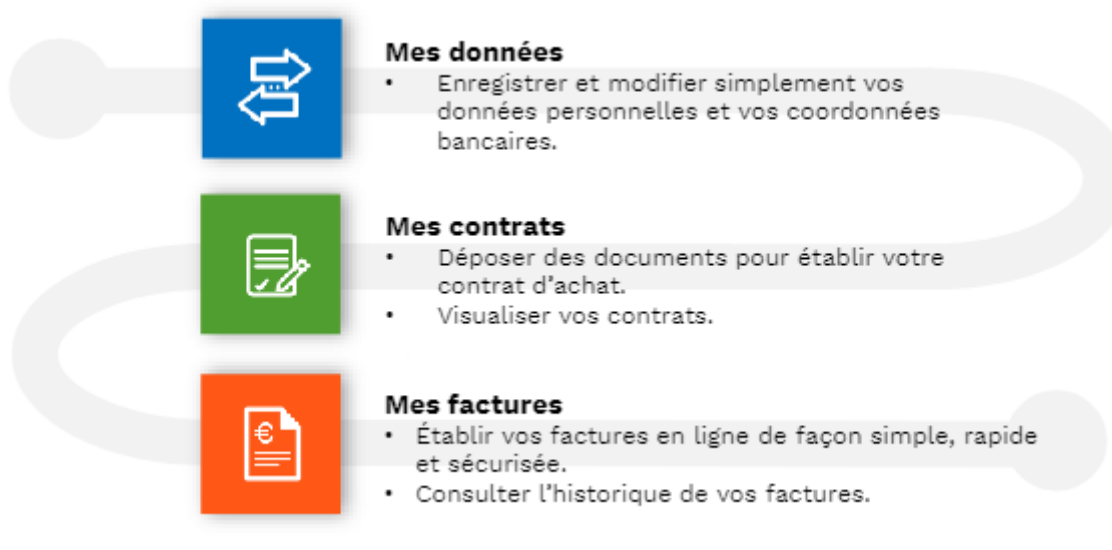 Mes données
• Enregistrer et modifier simplement vos
données personnelles et vos coordonnées
bancaires.
Mes contrats
• Déposer des documents pour établir votre
contrat d'achat.
• Visualiser vos contrats.
€
Mes factures
• Établir vos factures en ligne de façon simple, rapide
et sécurisée.
• Consulter l'historique de vos factures.